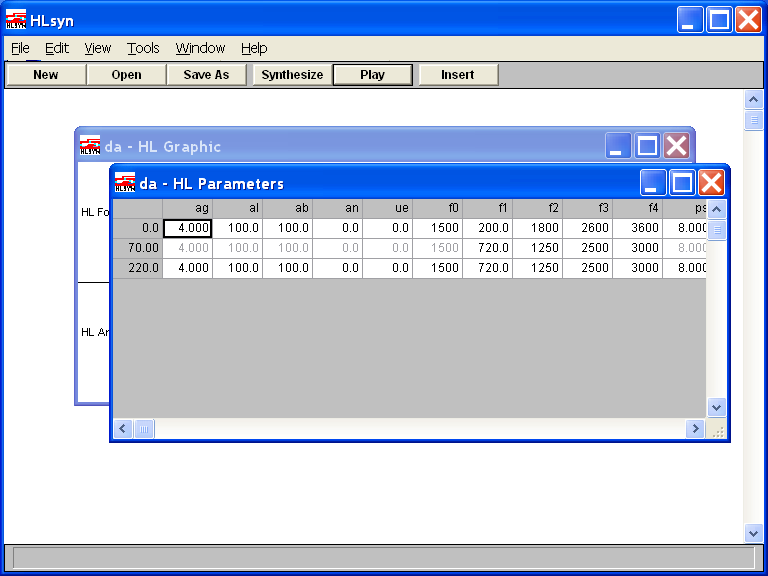 HLsyn
File Edit View Tools Window Help
New Open Save As Synthesize Play Insert
da - HL Graphic
HL Fo
da - HL Parameters
ag al ab an ue f0 f1 f2 f3 f4 ps
0.0 4.000 100.0 100.0 0.0 0.0 1500 200.0 1800 2600 3600 8.000
70.00 4.000 100.0 100.0 0.0 0.0 1500 720.0 1250 2500 3000 8.000
220.0 4.000 100.0 100.0 0.0 0.0 1500 720.0 1250 2500 3000 8.000
HL Ar